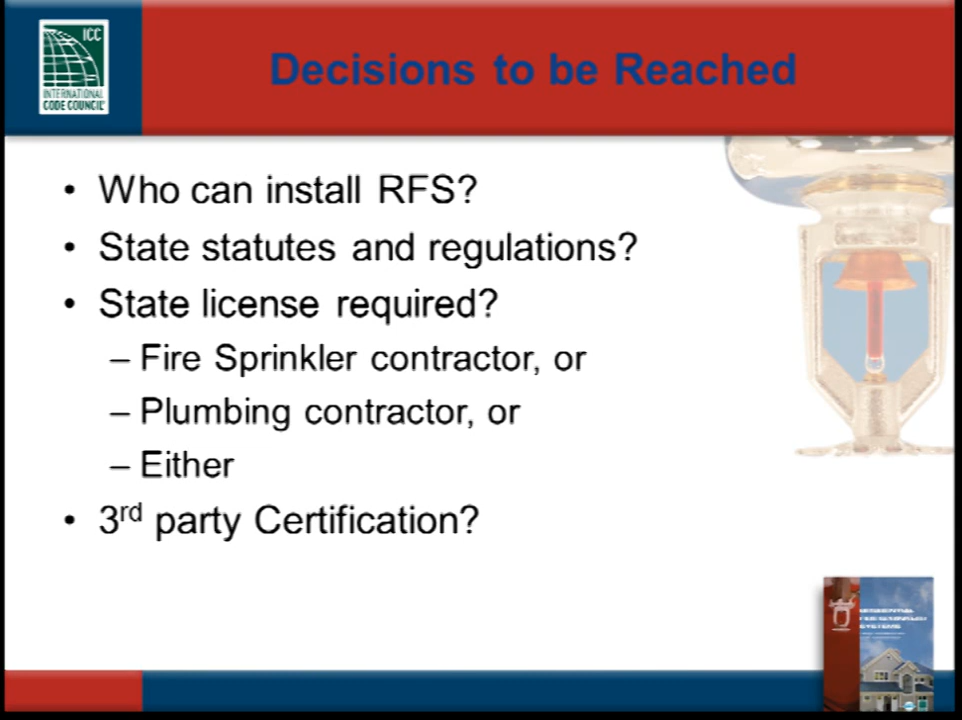 ICC
INTERNATIONAL
CODE COUNCIL
Decisions to be Reached
• Who can install RFS?
• State statutes and regulations?
• State license required?
– Fire Sprinkler contractor, or
– Plumbing contractor, or
– Either
• 3rd party Certification?